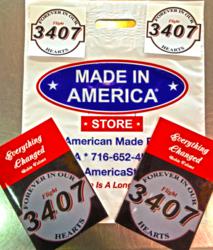 FOREVER IN OUR
Flight
3407
HEARTS
FOREVER IN OUR
Flight
3407
HEARTS
MADE IN
AMERICA
STORE
American Made P
A * 716-652-4
AmericaSt
e Is A Long
Everything
Changed
FOREVER IN OUR
Flight
3407
HEARTS
Everything
Changed
FOREVER IN OUR
Flight
3407
HEARTS